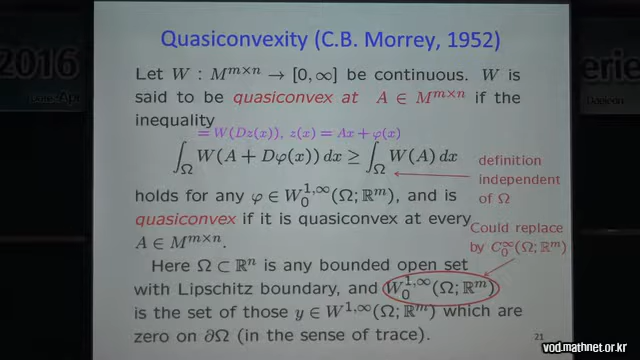 2016
Quasiconvexity (C.B. Morrey, 1952)
Let W : M^{m×n} → [0, ∞] be continuous. W is
said to be quasiconvex at A ∈ M^{m×n} if the
inequality
= W(Dz(x)), z(x) = Ax + φ(x)
∫_Ω W(A + Dφ(x)) dx ≥ ∫_Ω W(A) dx
definition
independent
of Ω
holds for any φ ∈ W_0^{1,∞}(Ω; ℝ^m), and is
quasiconvex if it is quasiconvex at every
A ∈ M^{m×n}.
Could replace
by C_0^∞(Ω; ℝ^m)
Here Ω ⊂ ℝ^n is any bounded open set
with Lipschitz boundary, and W_0^{1,∞}(Ω; ℝ^m)
is the set of those y ∈ W^{1,∞}(Ω; ℝ^m) which are
zero on ∂Ω (in the sense of trace).
21
vod.mathnet.or.kr